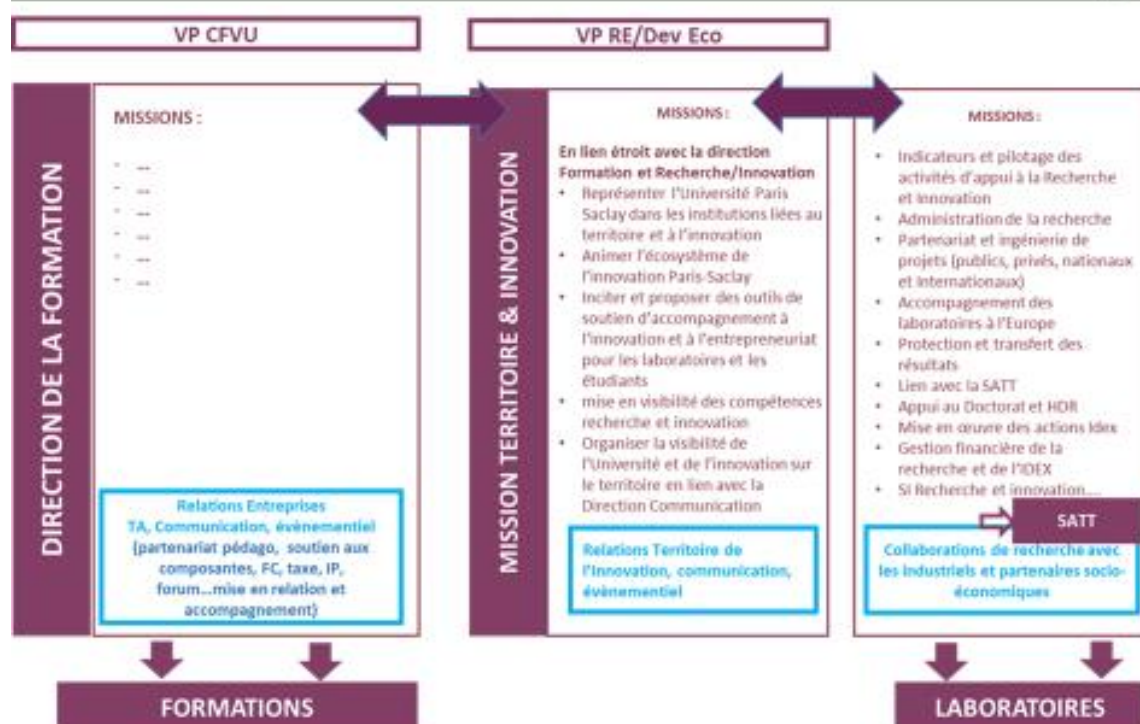 VP CFVU
VP RE/Dev Eco
DIRECTION DE LA FORMATION
MISSIONS :
- ...
- ...
- ...
- ...
- ...
- ...
Relations Entreprises
TA, Communication, évènementiel
(partenariat pédago, soutien aux
composantes, FC, taxe, IP,
forum...mise en relation et
accompagnement)
FORMATIONS
MISSION TERRITOIRE & INNOVATION
MISSIONS :
En lien étroit avec la direction
Formation et Recherche/Innovation
• Représenter l'Université Paris
Saclay dans les institutions liées au
territoire et à l'innovation
• Animer l'écosystème de
l'innovation Paris-Saclay
• Inciter et proposer des outils de
soutien d'accompagnement à
l'innovation et à l'entrepreneuriat
pour les laboratoires et les
étudiants
• mise en visibilité des compétences
recherche et innovation
• Organiser la visibilité de
l'Université et de l'innovation sur
le territoire en lien avec la
Direction Communication
Relations Territoire de
l'Innovation, communication,
évènementiel
MISSIONS :
• Indicateurs et pilotage des
activités d'appui à la Recherche
et Innovation
• Administration de la recherche
• Partenariat et ingénierie de
projets (publics, privés, nationaux
et Internationaux)
• Accompagnement des
laboratoires à l'Europe
• Protection et transfert des
résultats
• Lien avec la SATT
• Appui au Doctorat et HDR
• Mise en œuvre des actions Idex
• Gestion financière de la
recherche et de l'IDEX
• SI Recherche et innovation....
SATT
Collaborations de recherche avec
les industriels et partenaires socio-
économiques
LABORATOIRES